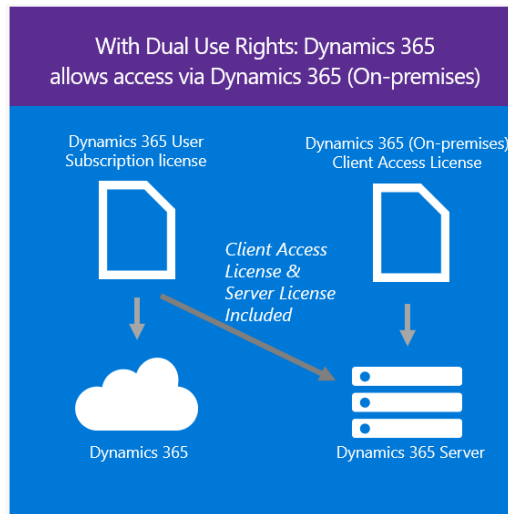 With Dual Use Rights: Dynamics 365
allows access via Dynamics 365 (On-premises)
Dynamics 365 User
Subscription license
Dynamics 365 (On-premises)
Client Access License
Client Access
License &
Server License
Included
Dynamics 365
Dynamics 365 Server